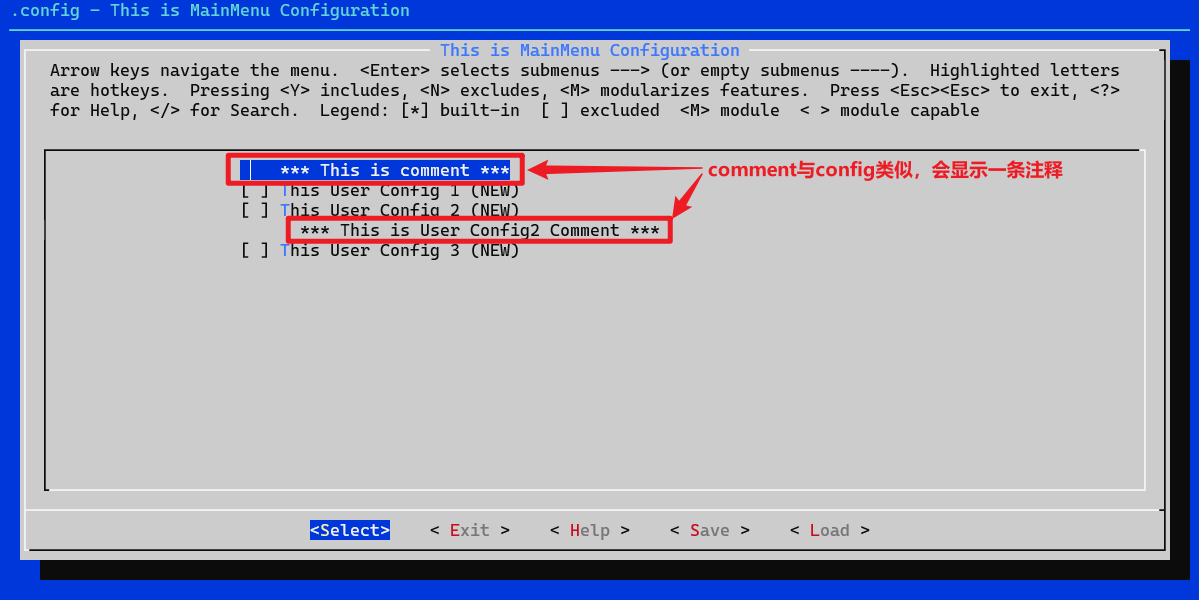 .config - This is MainMenu Configuration
This is MainMenu Configuration
Arrow keys navigate the menu.  <Enter> selects submenus ---> (or empty submenus ----).  Highlighted letters
are hotkeys.  Pressing <Y> includes, <N> excludes, <M> modularizes features.  Press <Esc><Esc> to exit, <?>
for Help, </> for Search.  Legend: [*] built-in  [ ] excluded  <M> module  < > module capable
*** This is comment ***
comment与config类似，会显示一条注释
[ ] This User Config 1 (NEW)
[ ] This User Config 2 (NEW)
*** This is User Config2 Comment ***
[ ] This User Config 3 (NEW)
<Select>    < Exit >    < Help >    < Save >    < Load >